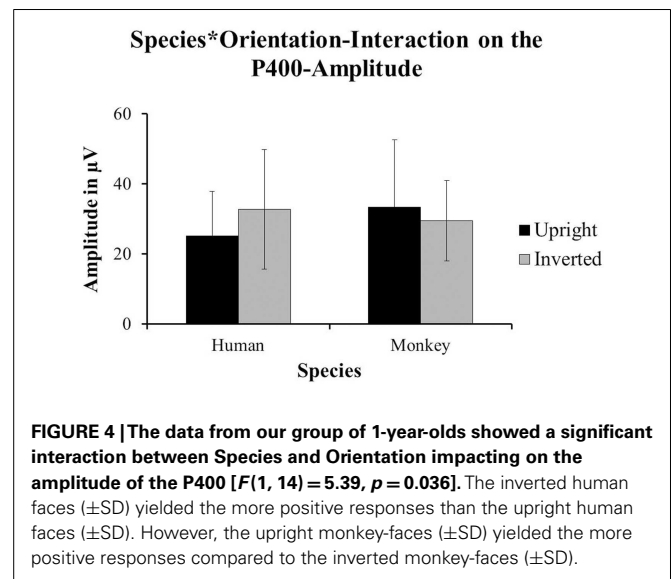 Species*Orientation-Interaction on the
P400-Amplitude
60
40
20
0
Amplitude in µV
Human
Monkey
Species
Upright
Inverted
FIGURE 4 | The data from our group of 1-year-olds showed a significant
interaction between Species and Orientation impacting on the
amplitude of the P400 [F(1, 14) = 5.39, p = 0.036]. The inverted human
faces (±SD) yielded the more positive responses than the upright human
faces (±SD). However, the upright monkey-faces (±SD) yielded the more
positive responses compared to the inverted monkey-faces (±SD).